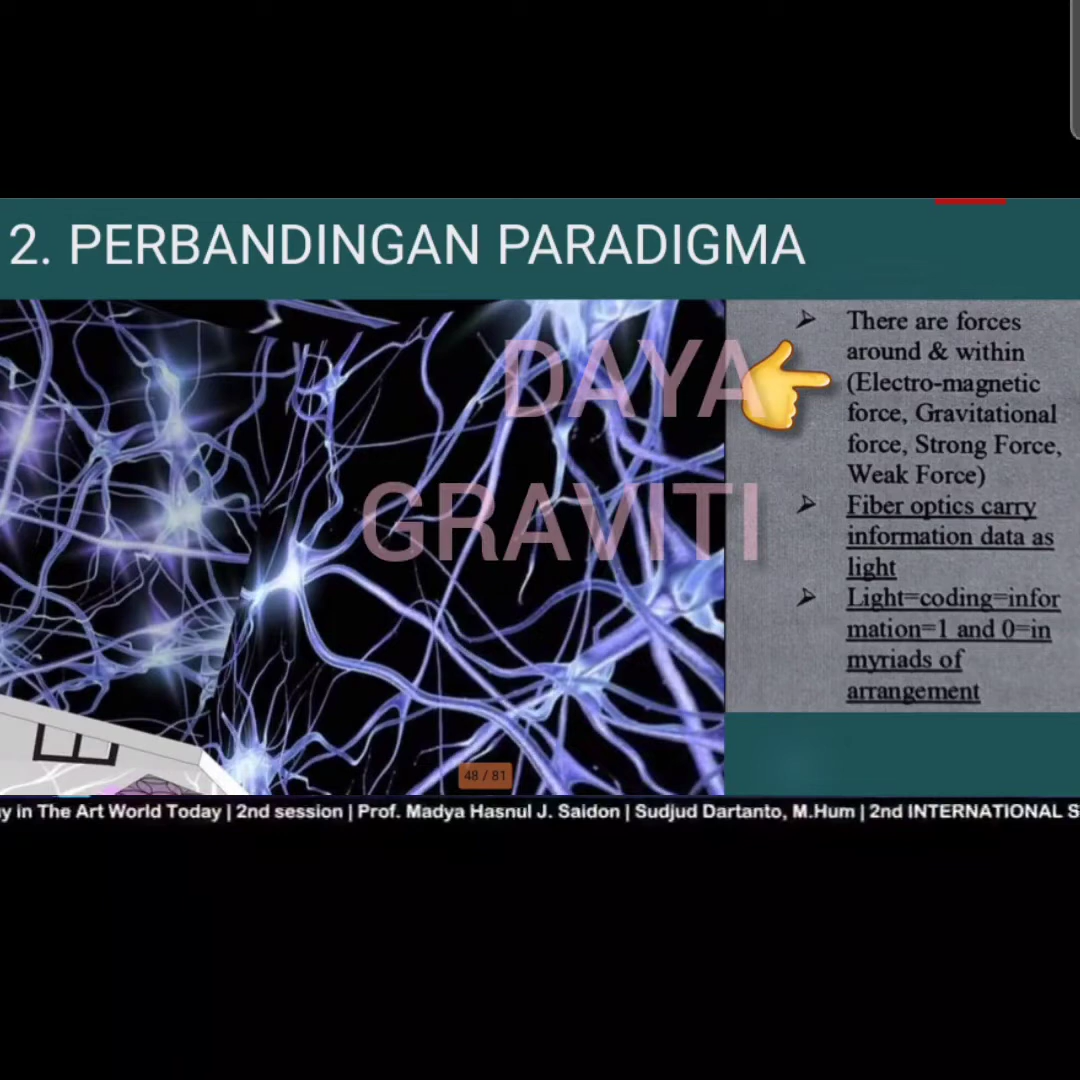 2. PERBANDINGAN PARADIGMA
DAYA
GRAVITI
There are forces
around & within
(Electro-magnetic
force, Gravitational
force, Strong Force,
Weak Force)
Fiber optics carry
information data as
light
Light=coding=infor
mation=1 and 0=in
myriads of
arrangement
48 / 81
in The Art World Today | 2nd session | Prof. Madya Hasnul J. Saidon | Sudjud Dartanto, M.Hum | 2nd INTERNATIONAL